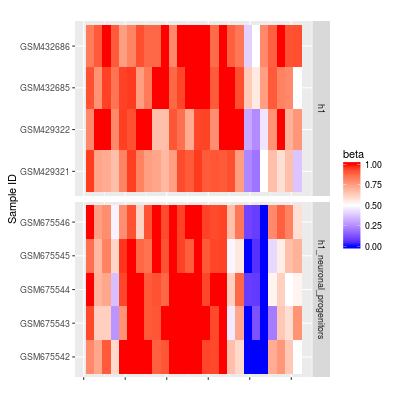 GSM432686
GSM432685
GSM429322
GSM429321
h1
GSM675546
GSM675545
GSM675544
GSM675543
GSM675542
h1_neuronal_progenitors
Sample ID
beta
1.00
0.75
0.50
0.25
0.00